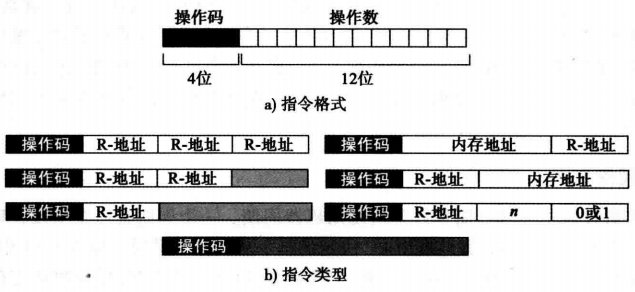 操作码 操作数
4位 12位
a) 指令格式
操作码 R-地址 R-地址 R-地址 操作码 内存地址 R-地址
操作码 R-地址 R-地址 操作码 R-地址 内存地址
操作码 R-地址 操作码 R-地址 n 0或1
操作码
b) 指令类型